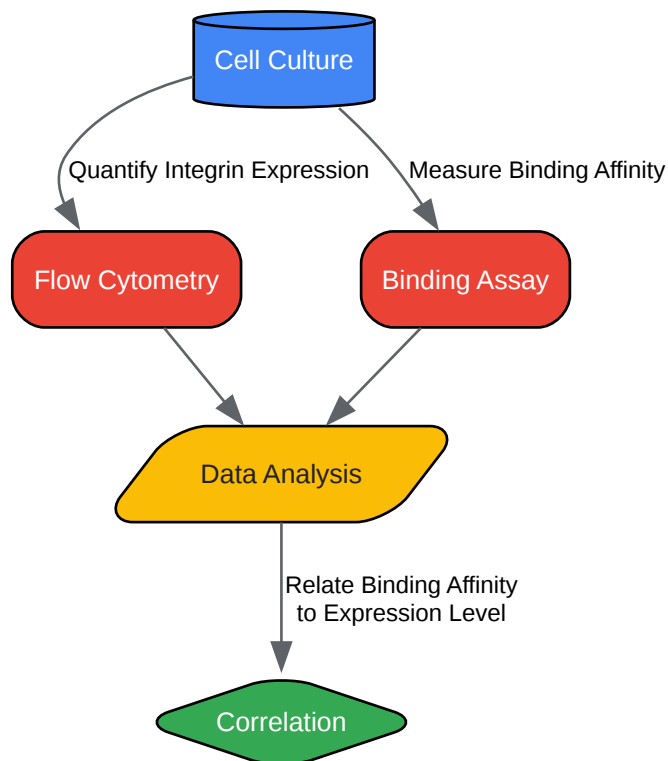 Cell Culture
Quantify Integrin Expression
Measure Binding Affinity
Flow Cytometry
Binding Assay
Data Analysis
Relate Binding Affinity
to Expression Level
Correlation